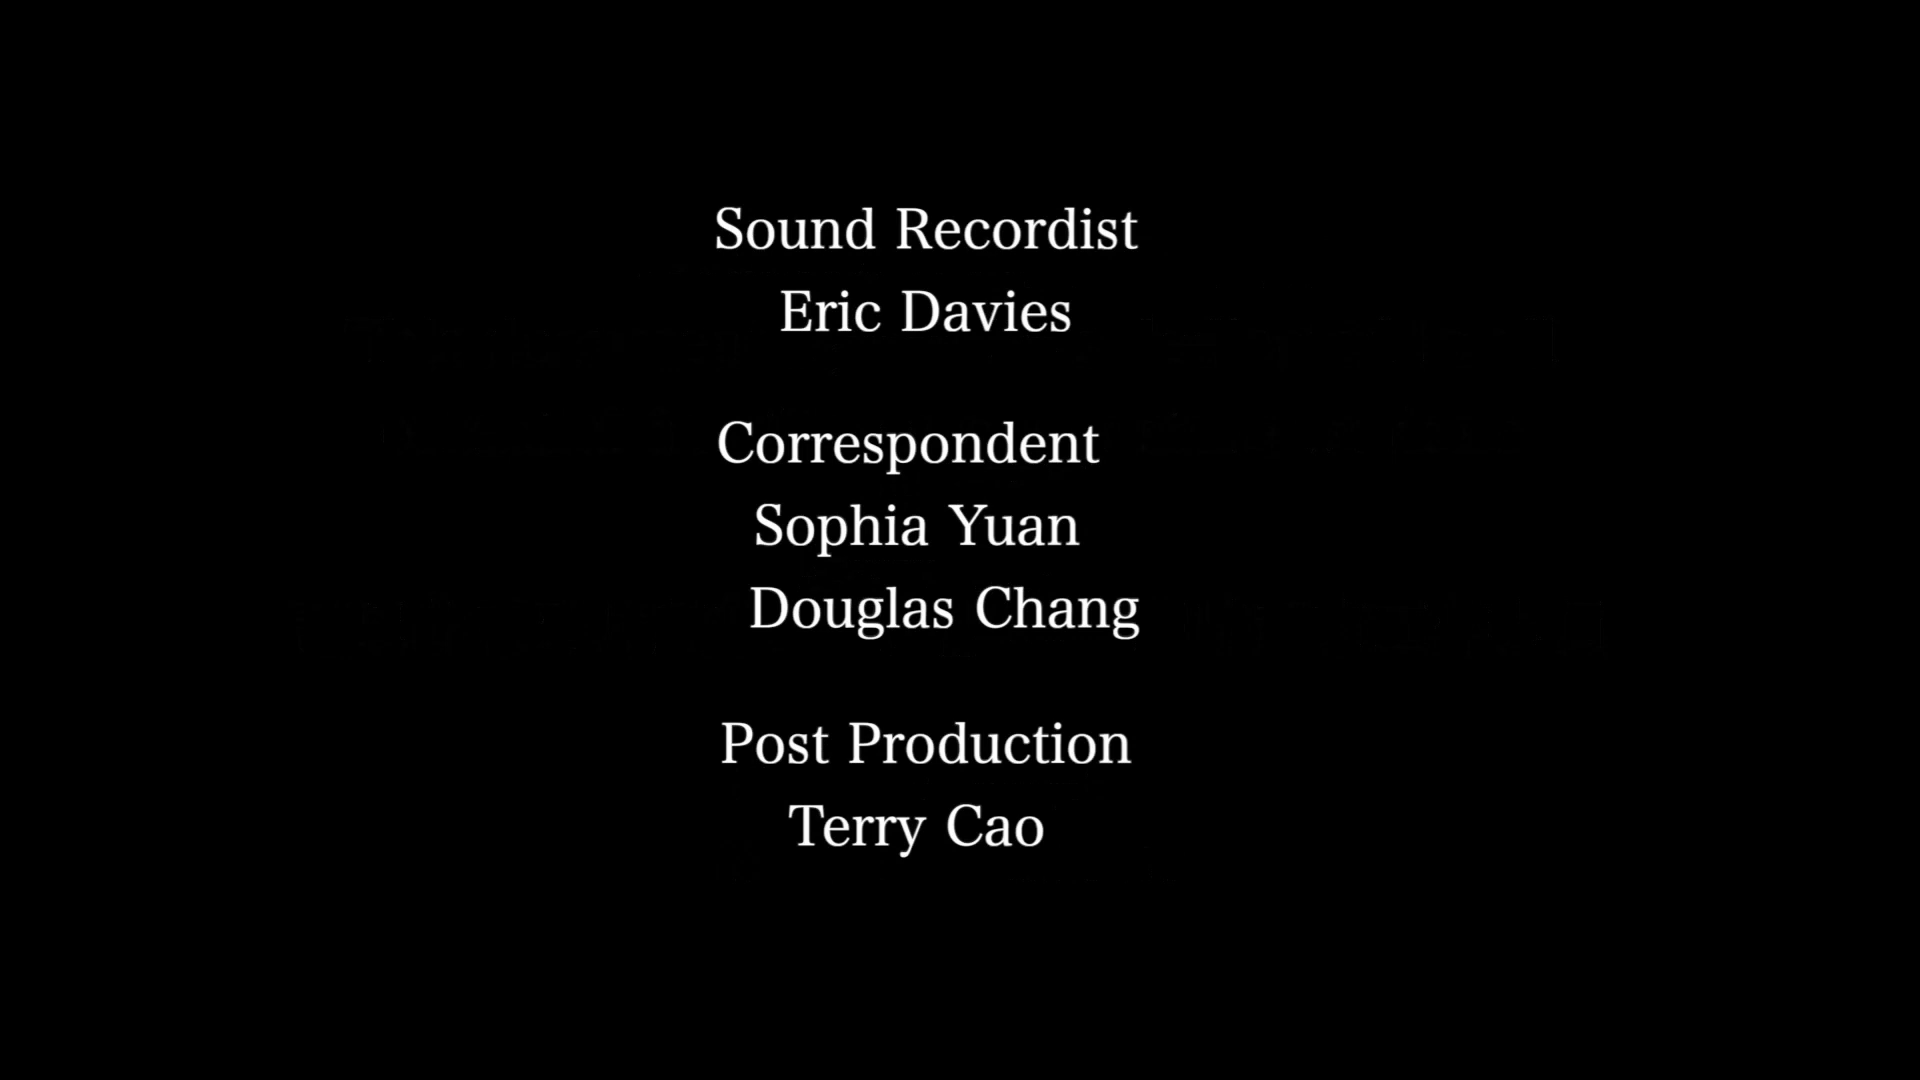 Sound Recordist
Eric Davies
Correspondent
Sophia Yuan
Douglas Chang
Post Production
Terry Cao